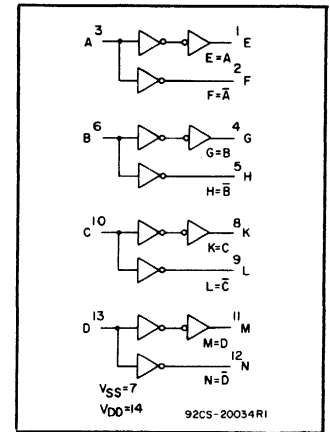 A 3 1 E
E=A
2 F
F=A̅
B 6 4 G
G=B
5 H
H=B̅
C 10 8 K
K=C
9 L
L=C̅
D 13 11 M
M=D
12 N
N=D̅
VSS=7
VDD=14
92CS-20034R1